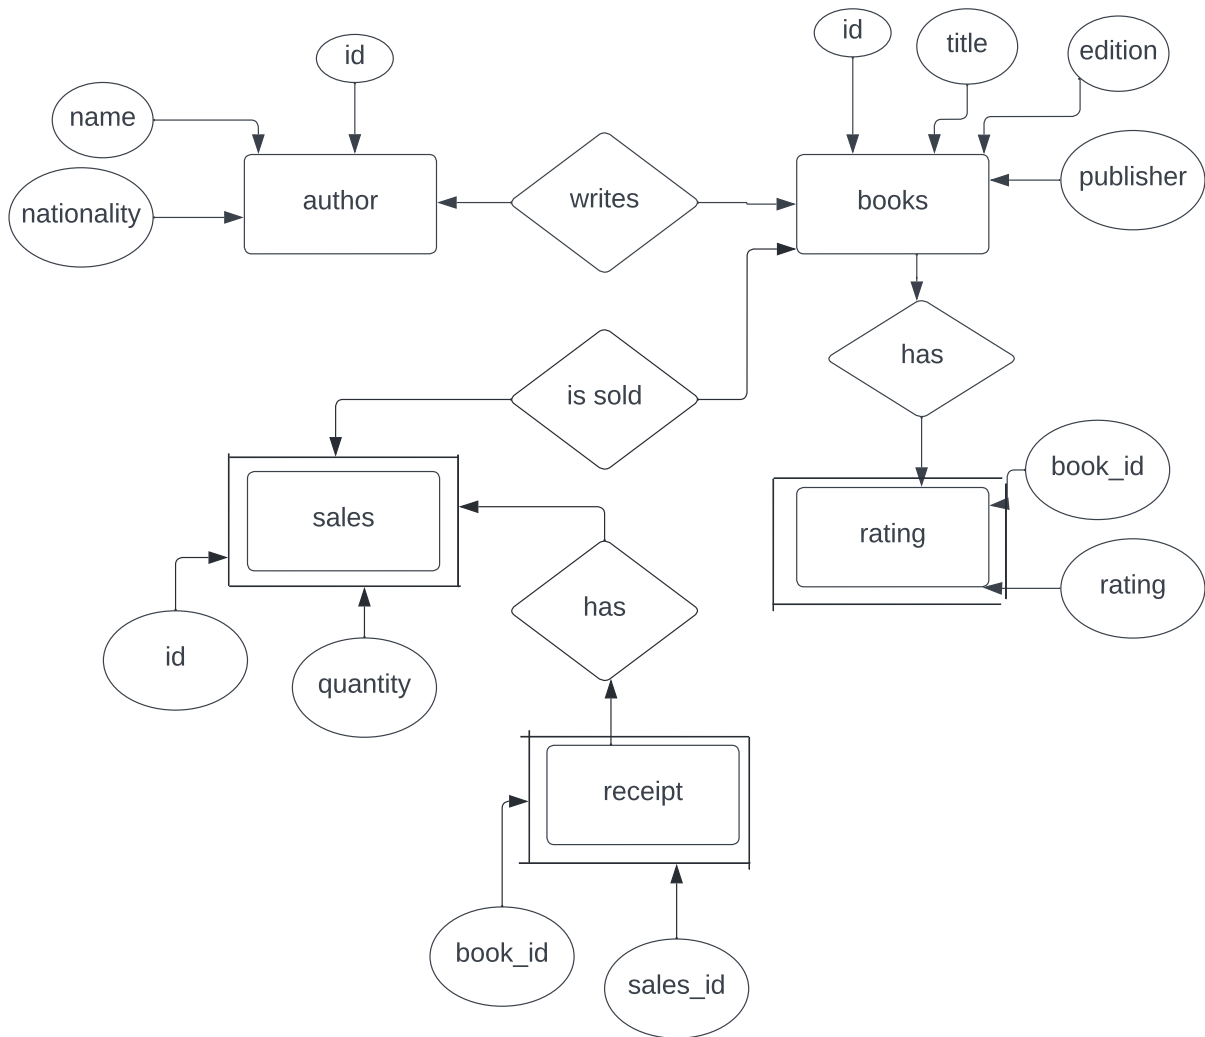 id
title
edition
id
name
publisher
author
writes
books
nationality
has
is sold
book_id
sales
rating
rating
has
id
quantity
receipt
book_id
sales_id